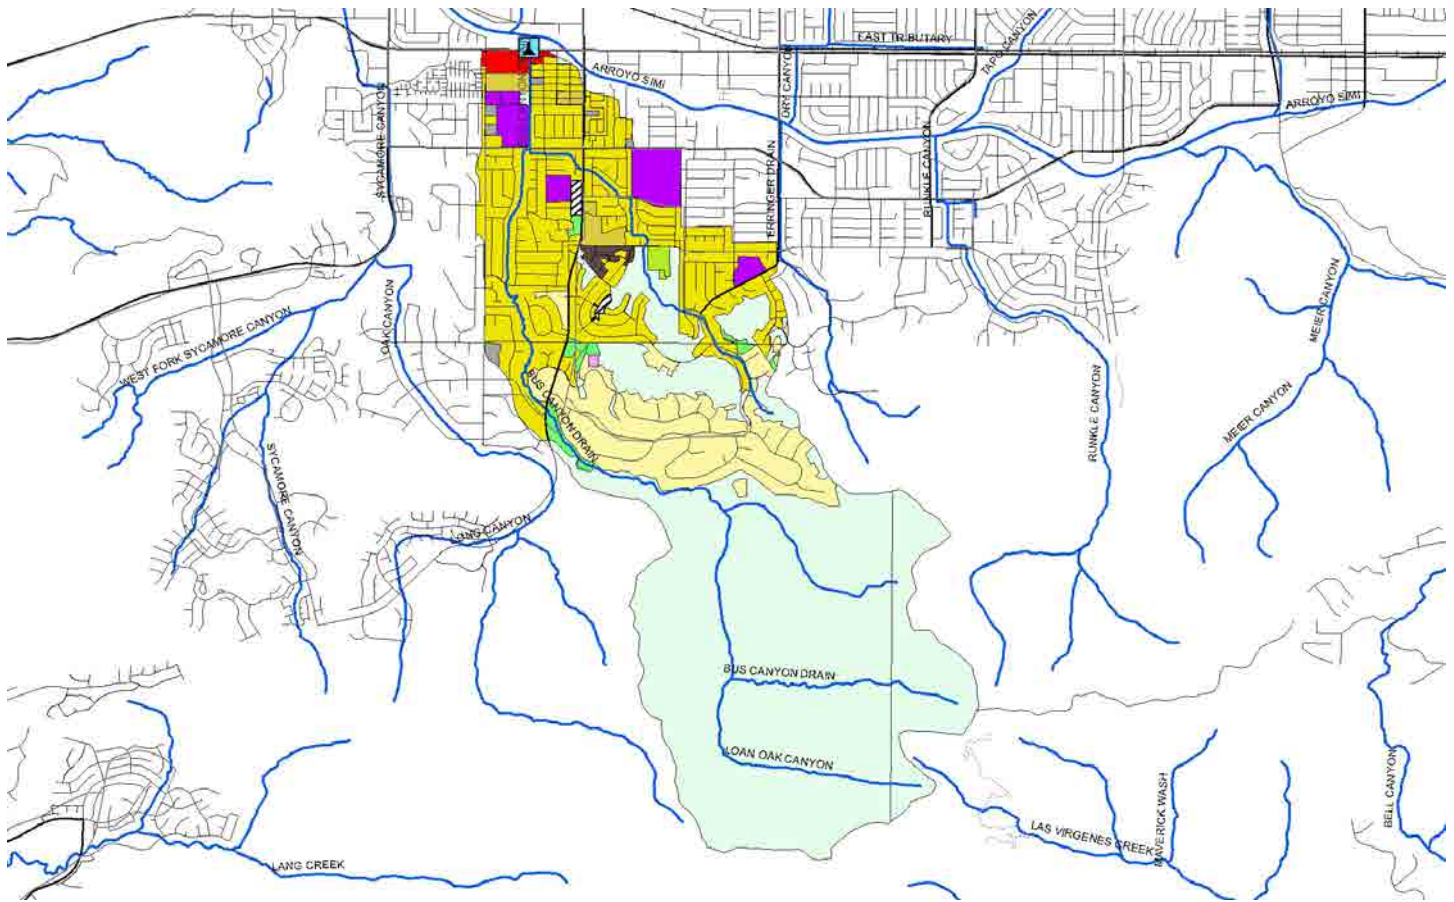 EAST TRIBUTARY
TAPO CANYON
ARROYO SIMI
DRY CANYON
ARROYO SIMI
SYCAMORE CANYON
RUNKLE CANYON
ERRINGER DRAIN
MEIER CANYON
OAK CANYON
WEST FORK SYCAMORE CANYON
BUS CANYON DRAIN
RUNKLE CANYON
MEIER CANYON
SYCAMORE CANYON
LANG CANYON
BUS CANYON DRAIN
LOAN OAK CANYON
BELL CANYON
MAVERICK WASH
LAS VIRGENES CREEK
LANG CREEK